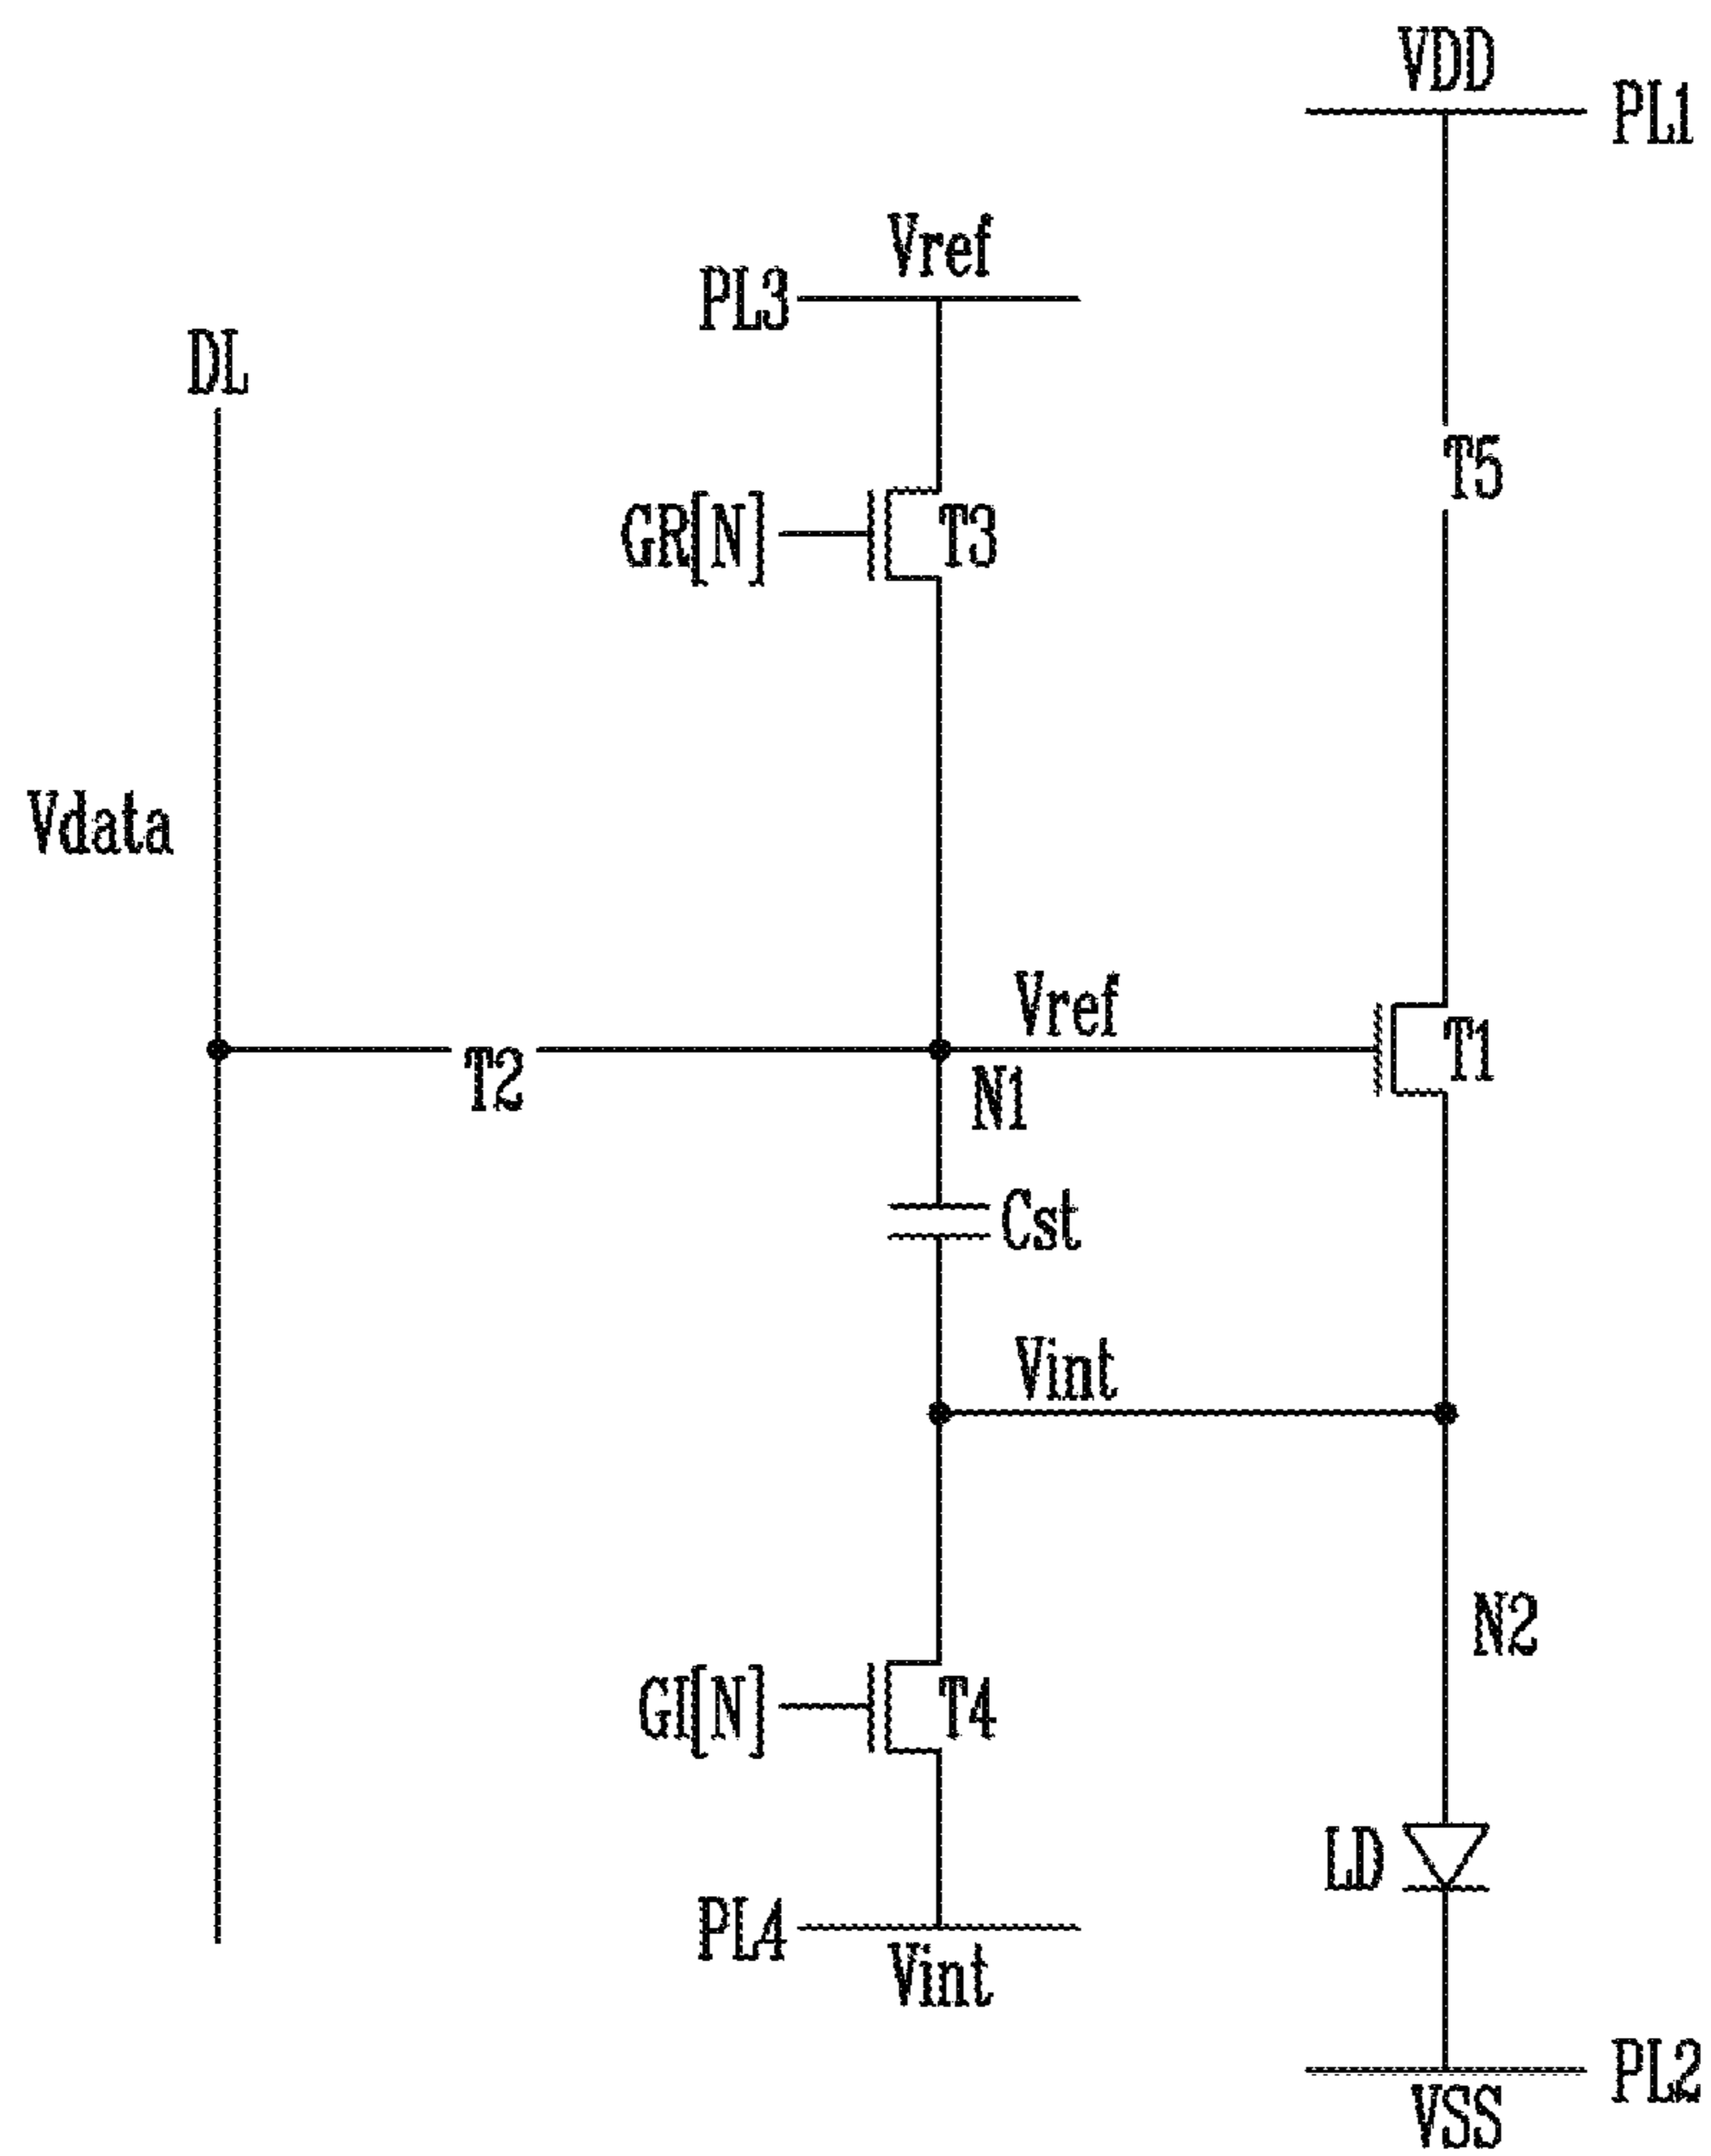 VDD
PL1
Vref
PL3
DL
T5
GR[N]
T3
Vdata
Vref
T1
T2
N1
Cst
Vint
N2
GI[N]
T4
LD
PL4
Vint
PL2
VSS